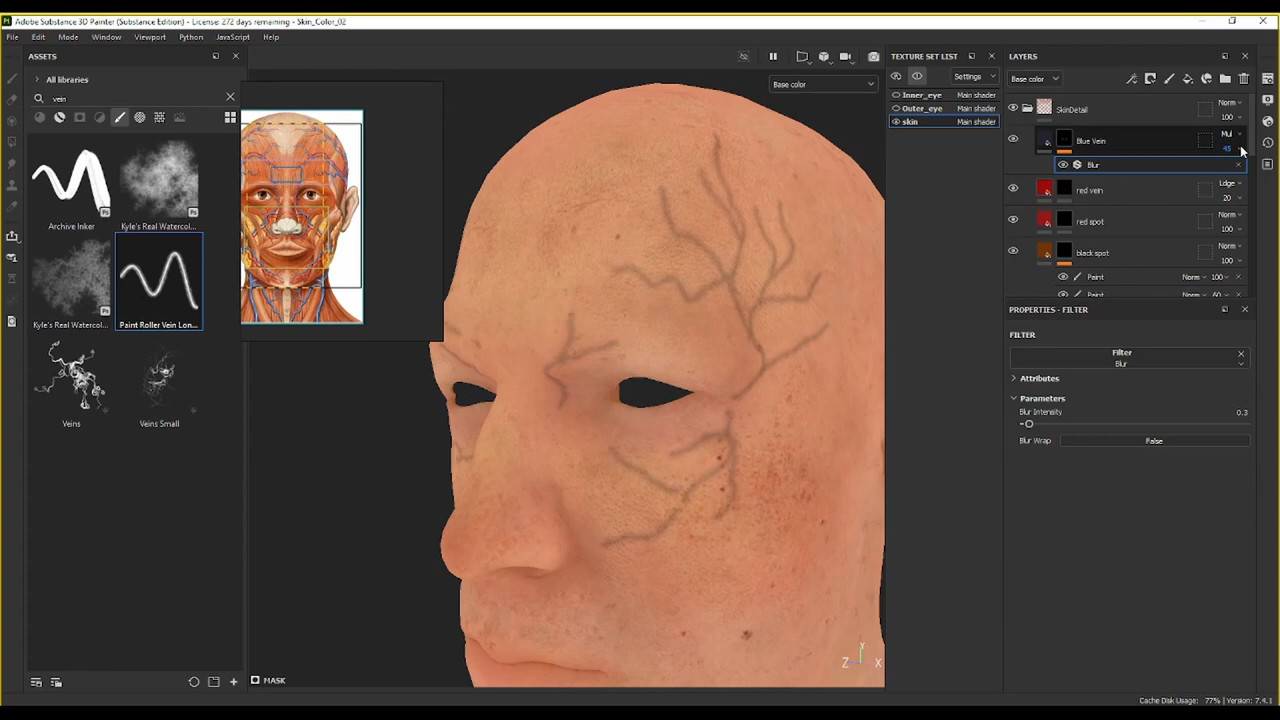 Adobe Substance 3D Painter (Substance Edition) - License: 272 days remaining - Skin_Color_02
File Edit Mode Window Viewport Python JavaScript Help
ASSETS
All libraries
vein
Archive Inker
Kyle's Real Watercol...
Kyle's Real Watercol...
Paint Roller Vein Lon...
Veins
Veins Small
Base color
MASK
Z Y X
TEXTURE SET LIST
Settings
Inner_eye Main shader
Outer_eye Main shader
skin Main shader
LAYERS
Base color
SkinDetail Norm 100
Blue Vein Mul 45
Blur
red vein Ldge 20
red spot Norm 100
black spot Norm 100
Paint Norm 100
Paint Norm 60
PROPERTIES - FILTER
FILTER
Filter
Blur
Attributes
Parameters
Blur Intensity 0.3
Blur Wrap False
Cache Disk Usage: 77% | Version: 7.4.1